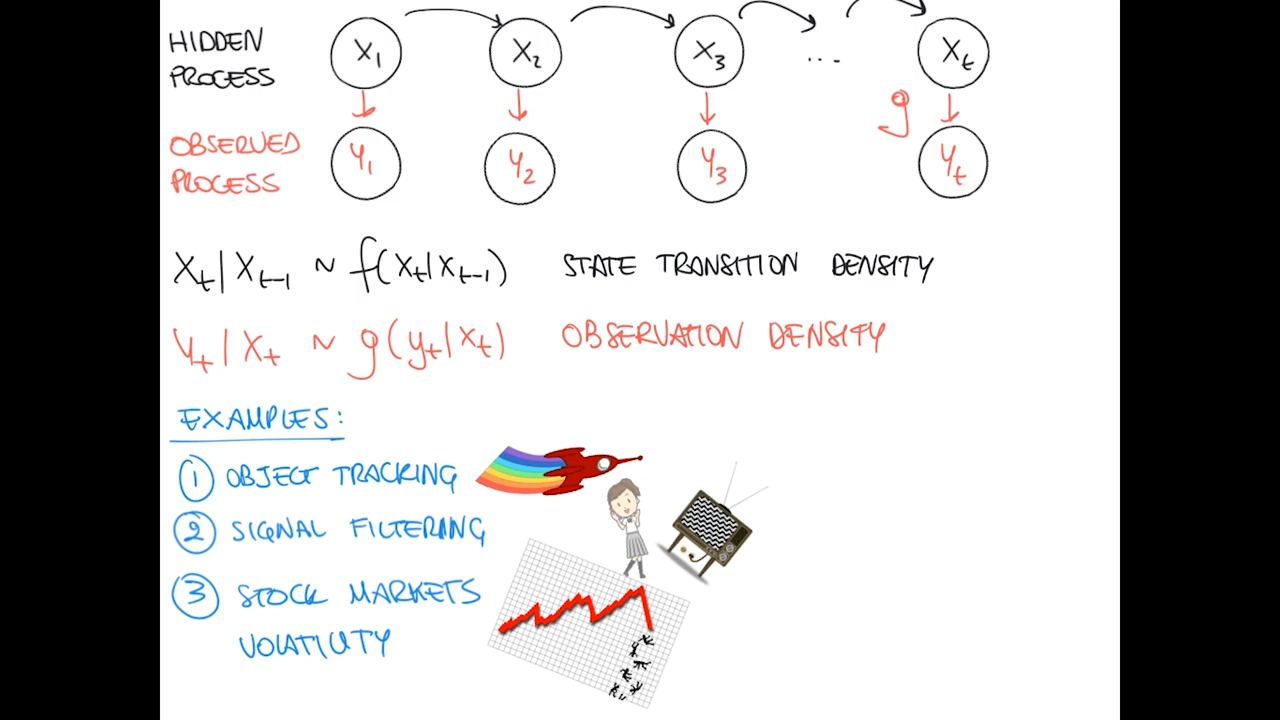 HIDDEN X₁ X₂ X₃ ... Xₜ
PROCESS
g
OBSERVED Y₁ Y₂ Y₃ Yₜ
PROCESS
Xₜ | Xₜ₋₁ ~ f(xₜ|xₜ₋₁) STATE TRANSITION DENSITY
Yₜ | Xₜ ~ g(yₜ|xₜ) OBSERVATION DENSITY
EXAMPLES:
1 OBJECT TRACKING
2 SIGNAL FILTERING
3 STOCK MARKETS
VOLATILITY